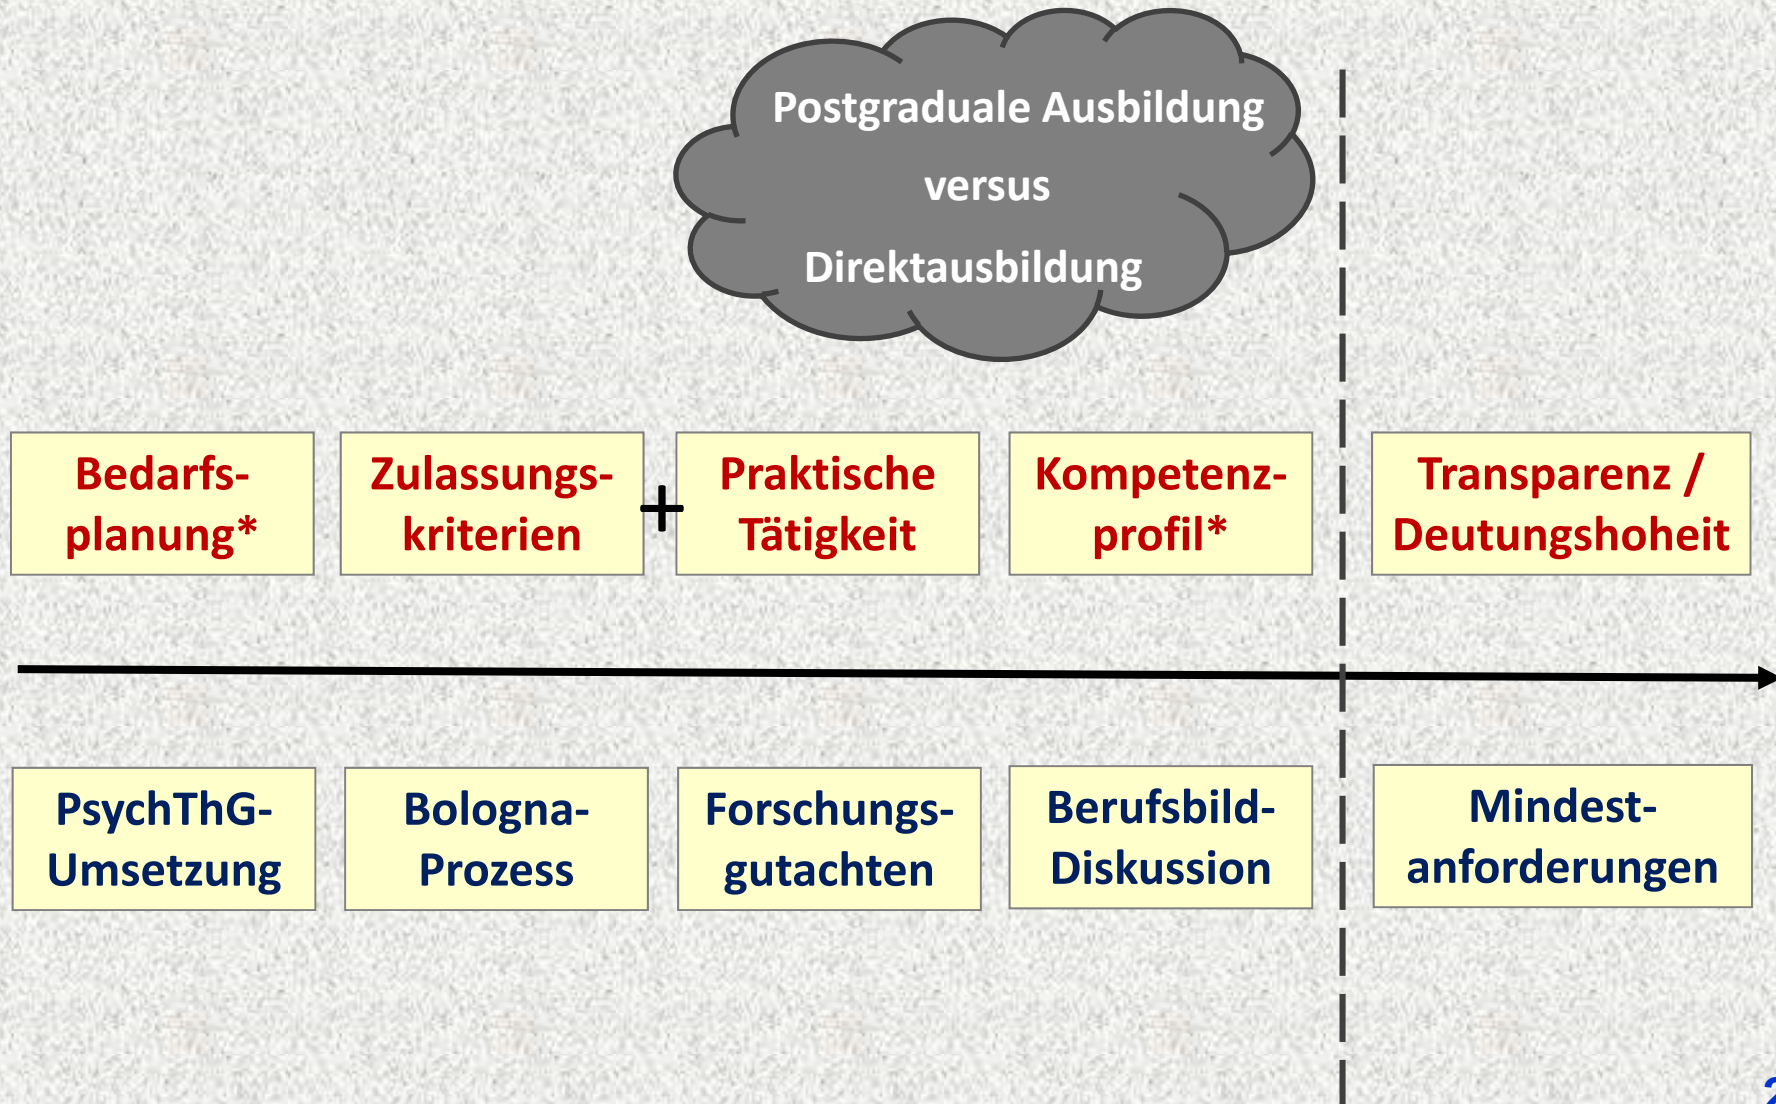 Postgraduale Ausbildung
versus
Direktausbildung
Bedarfs-
planung*
Zulassungs-
kriterien
+
Praktische
Tätigkeit
Kompetenz-
profil*
Transparenz /
Deutungshoheit
PsychThG-
Umsetzung
Bologna-
Prozess
Forschungs-
gutachten
Berufsbild-
Diskussion
Mindest-
anforderungen
2